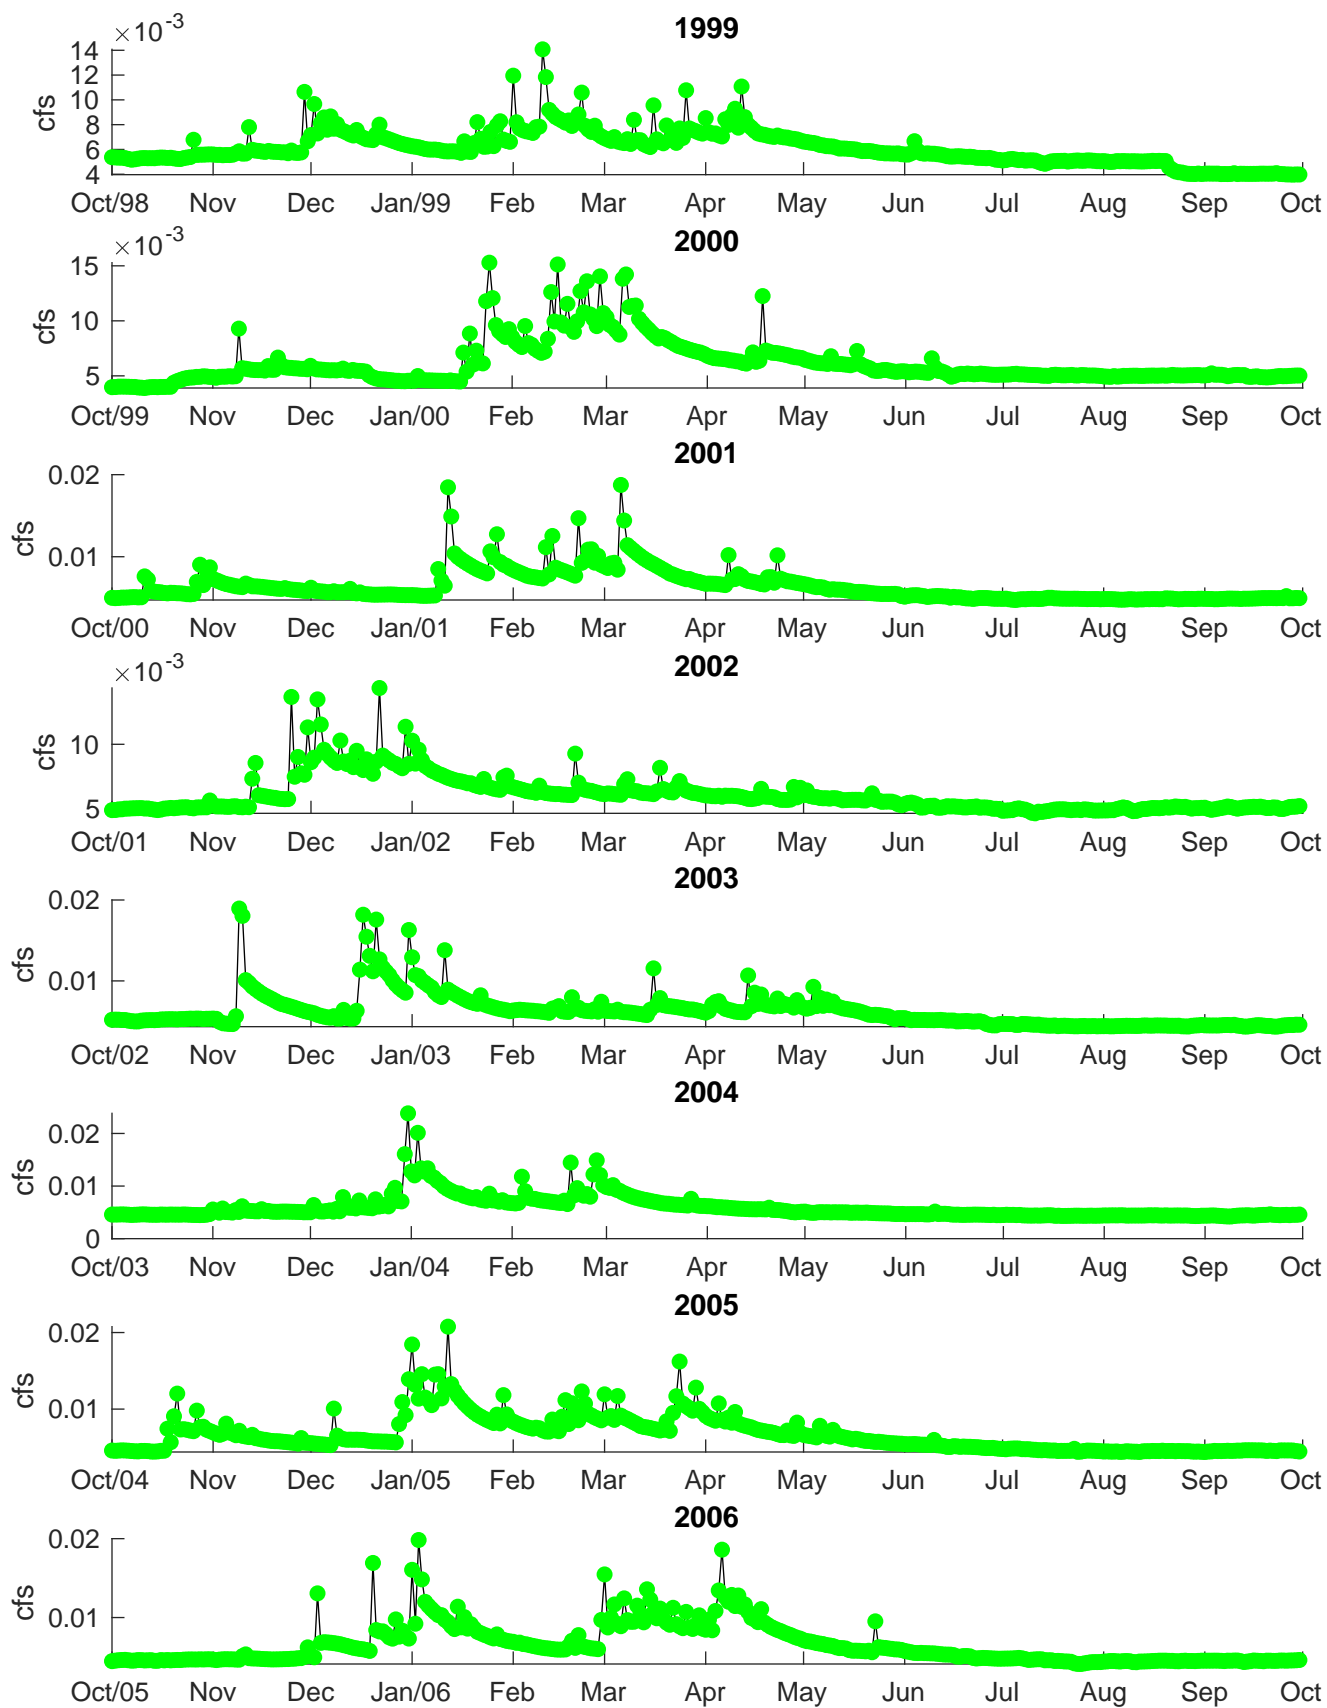 1999
×10^-3
14
12
10
8
6
4
cfs
Oct/98 Nov Dec Jan/99 Feb Mar Apr May Jun Jul Aug Sep Oct
2000
×10^-3
15
10
5
cfs
Oct/99 Nov Dec Jan/00 Feb Mar Apr May Jun Jul Aug Sep Oct
2001
0.02
0.01
cfs
Oct/00 Nov Dec Jan/01 Feb Mar Apr May Jun Jul Aug Sep Oct
2002
×10^-3
10
5
cfs
Oct/01 Nov Dec Jan/02 Feb Mar Apr May Jun Jul Aug Sep Oct
2003
0.02
0.01
cfs
Oct/02 Nov Dec Jan/03 Feb Mar Apr May Jun Jul Aug Sep Oct
2004
0.02
0.01
0
cfs
Oct/03 Nov Dec Jan/04 Feb Mar Apr May Jun Jul Aug Sep Oct
2005
0.02
0.01
cfs
Oct/04 Nov Dec Jan/05 Feb Mar Apr May Jun Jul Aug Sep Oct
2006
0.02
0.01
cfs
Oct/05 Nov Dec Jan/06 Feb Mar Apr May Jun Jul Aug Sep Oct